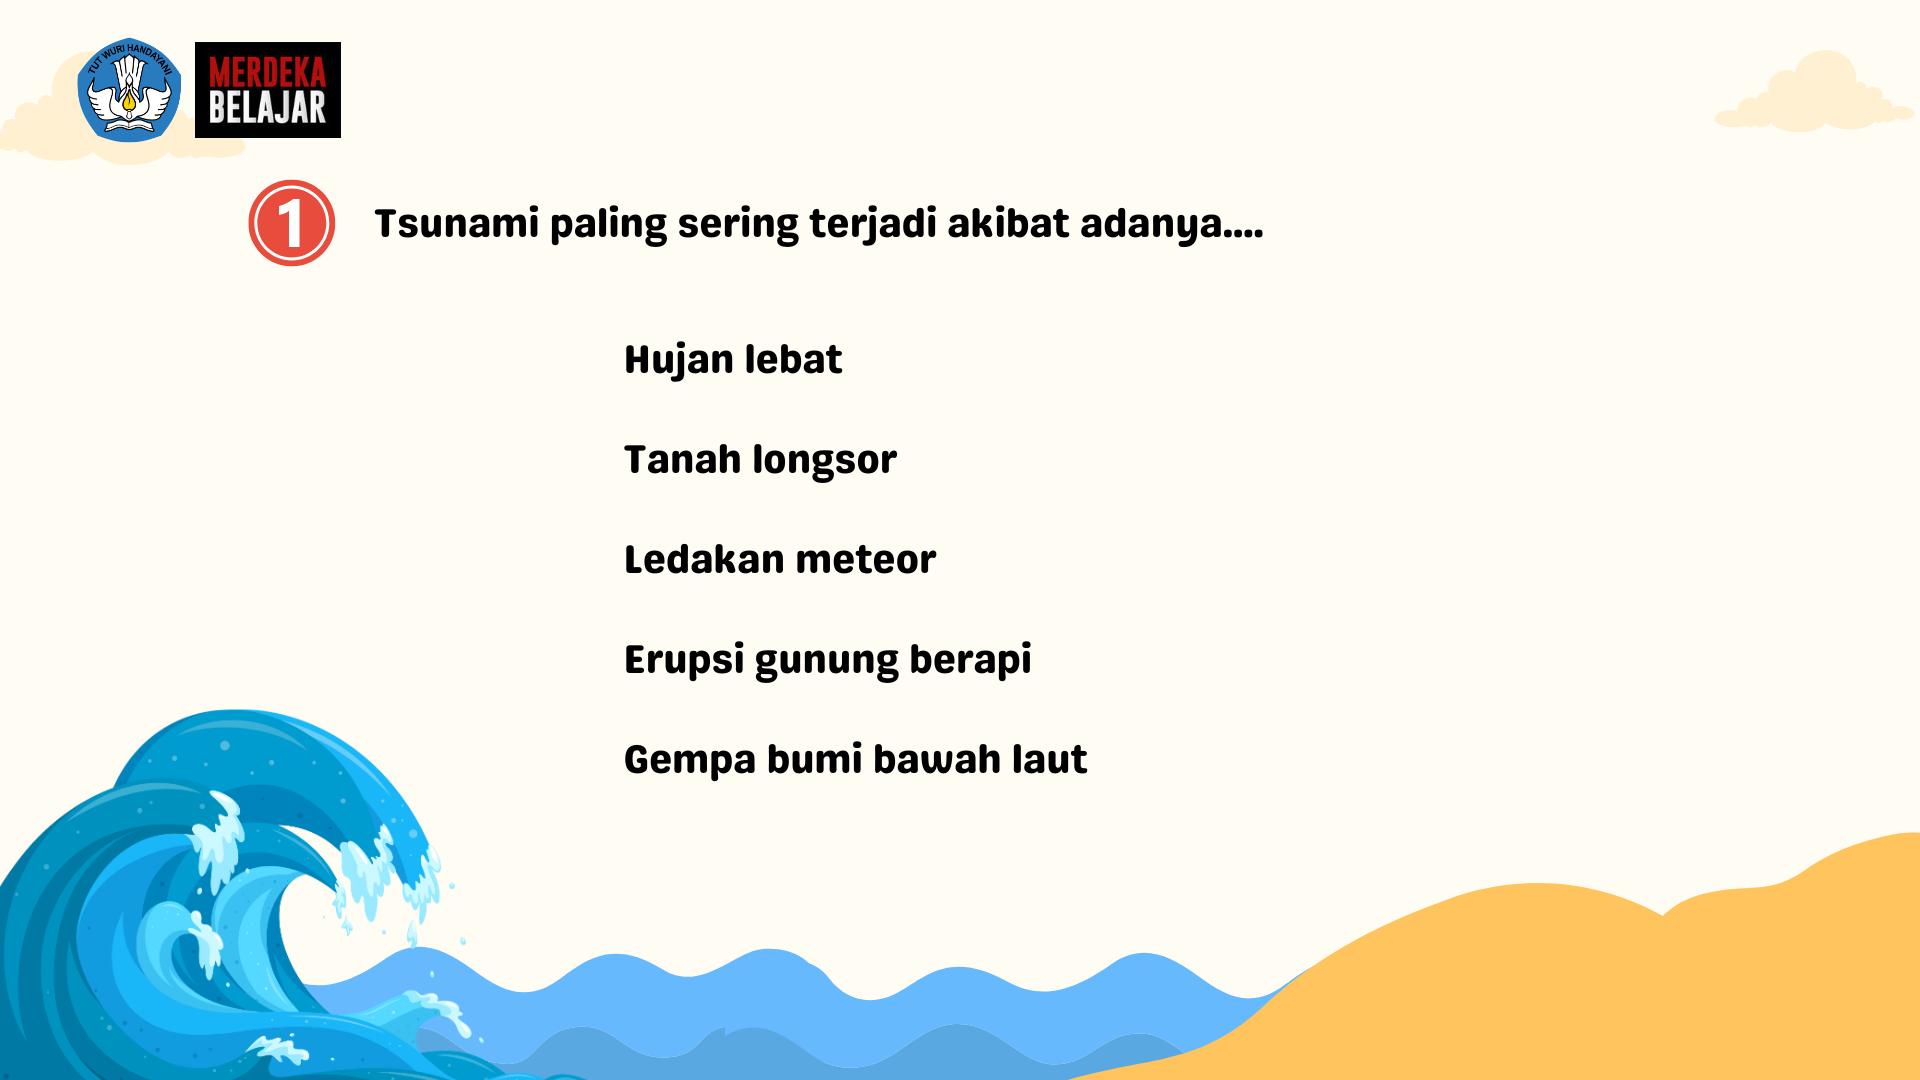 TUT WURI HANDAYANI
MERDEKA
BELAJAR
1
Tsunami paling sering terjadi akibat adanya....
Hujan lebat
Tanah longsor
Ledakan meteor
Erupsi gunung berapi
Gempa bumi bawah laut